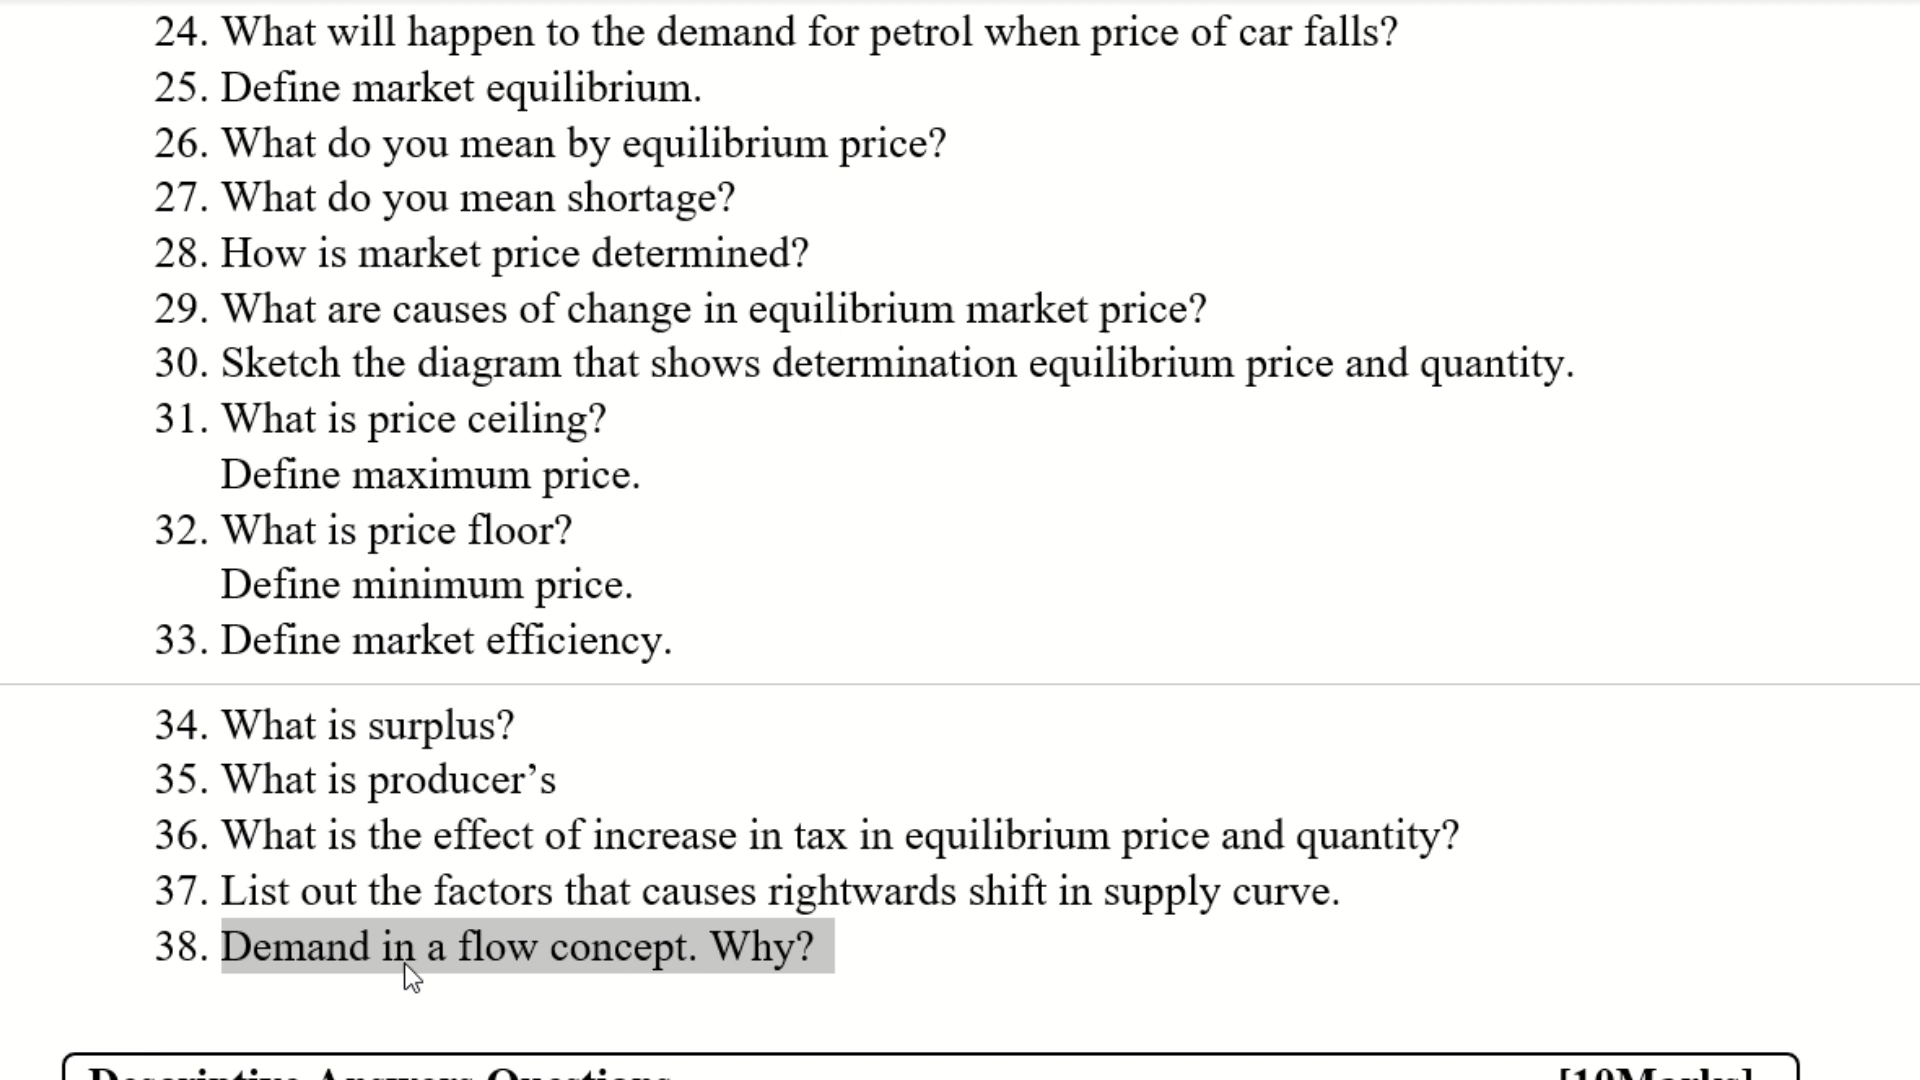 24. What will happen to the demand for petrol when price of car falls?
25. Define market equilibrium.
26. What do you mean by equilibrium price?
27. What do you mean shortage?
28. How is market price determined?
29. What are causes of change in equilibrium market price?
30. Sketch the diagram that shows determination equilibrium price and quantity.
31. What is price ceiling?
Define maximum price.
32. What is price floor?
Define minimum price.
33. Define market efficiency.
34. What is surplus?
35. What is producer’s
36. What is the effect of increase in tax in equilibrium price and quantity?
37. List out the factors that causes rightwards shift in supply curve.
38. Demand in a flow concept. Why?
Descriptive Answers Questions [10Marks]